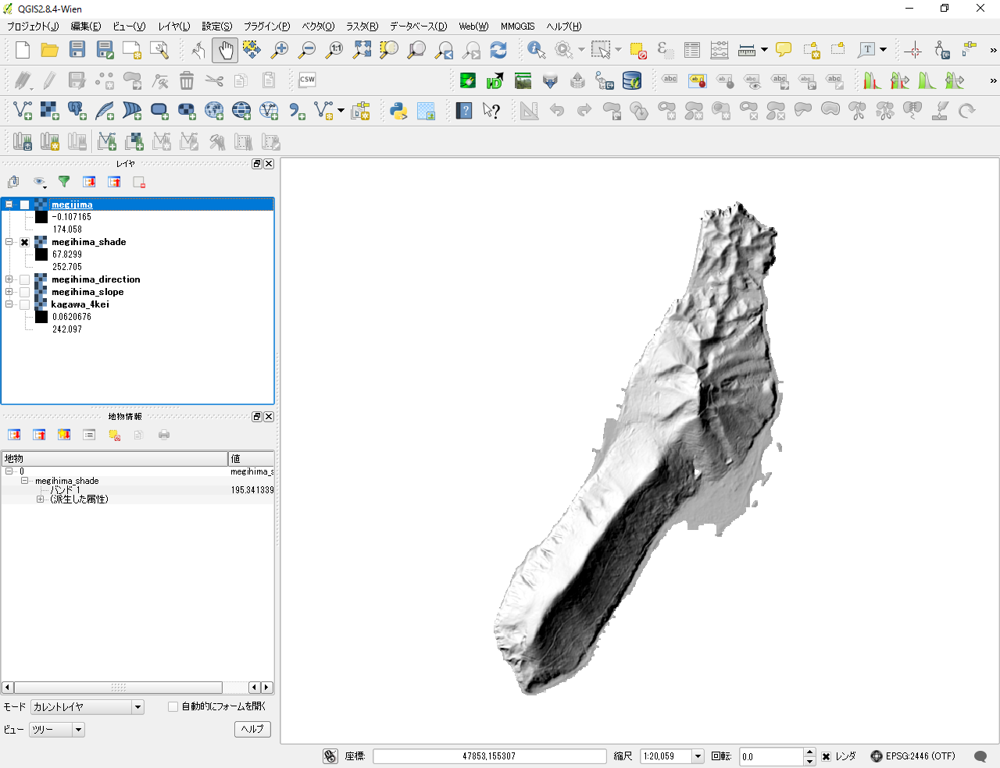 QGIS2.8.4-Wien
プロジェクト(J) 編集(E) ビュー(V) レイヤ(L) 設定(S) プラグイン(P) ベクタ(O) ラスタ(R) データベース(D) Web(W) MMQGIS ヘルプ(H)
レイヤ
megijima
-0.107165
174.058
megihima_shade
67.8299
252.705
megihima_direction
megihima_slope
kagawa_4kei
0.0620676
242.097
地物情報
地物 値
0 megihima_s
megihima_shade
バンド 1 195.341339
(派生した属性)
モード カレントレイヤ 自動的にフォームを開く
ビュー ツリー ヘルプ
座標: 47853,155307 縮尺 1:20,059 回転: 0.0 レンダ EPSG:2446 (OTF)